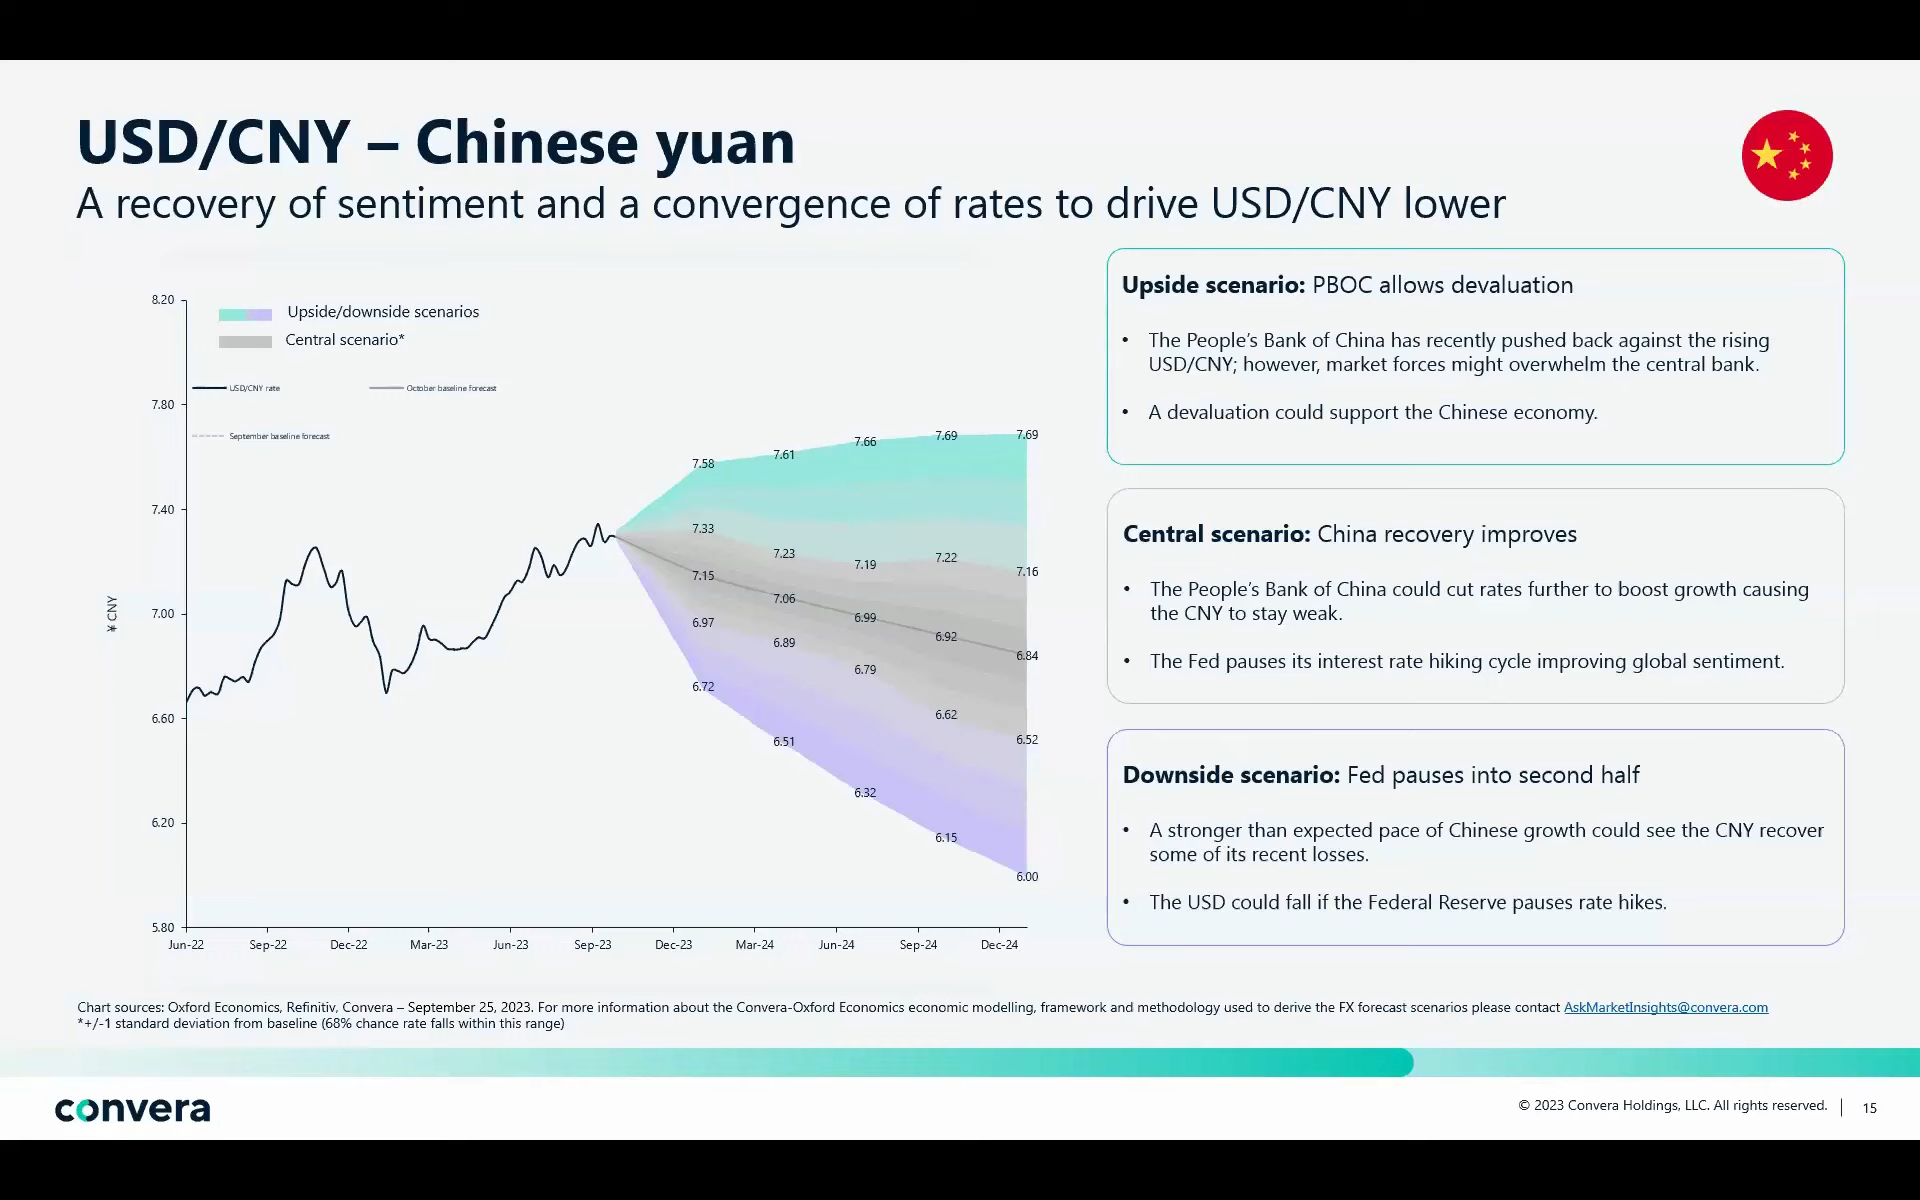 USD/CNY – Chinese yuan
A recovery of sentiment and a convergence of rates to drive USD/CNY lower
8.20
7.80
7.40
7.00
6.60
6.20
5.80
¥ CNY
Upside/downside scenarios
Central scenario*
USD/CNY rate
October baseline forecast
September baseline forecast
7.58
7.61
7.66
7.69
7.69
7.33
7.23
7.19
7.22
7.16
7.15
7.06
6.99
6.92
6.84
6.97
6.89
6.79
6.62
6.52
6.72
6.51
6.32
6.15
6.00
Jun-22
Sep-22
Dec-22
Mar-23
Jun-23
Sep-23
Dec-23
Mar-24
Jun-24
Sep-24
Dec-24
Upside scenario: PBOC allows devaluation
• The People’s Bank of China has recently pushed back against the rising
USD/CNY; however, market forces might overwhelm the central bank.
• A devaluation could support the Chinese economy.
Central scenario: China recovery improves
• The People’s Bank of China could cut rates further to boost growth causing
the CNY to stay weak.
• The Fed pauses its interest rate hiking cycle improving global sentiment.
Downside scenario: Fed pauses into second half
• A stronger than expected pace of Chinese growth could see the CNY recover
some of its recent losses.
• The USD could fall if the Federal Reserve pauses rate hikes.
Chart sources: Oxford Economics, Refinitiv, Convera – September 25, 2023. For more information about the Convera-Oxford Economics economic modelling, framework and methodology used to derive the FX forecast scenarios please contact AskMarketInsights@convera.com
*+/-1 standard deviation from baseline (68% chance rate falls within this range)
convera
© 2023 Convera Holdings, LLC. All rights reserved.
15